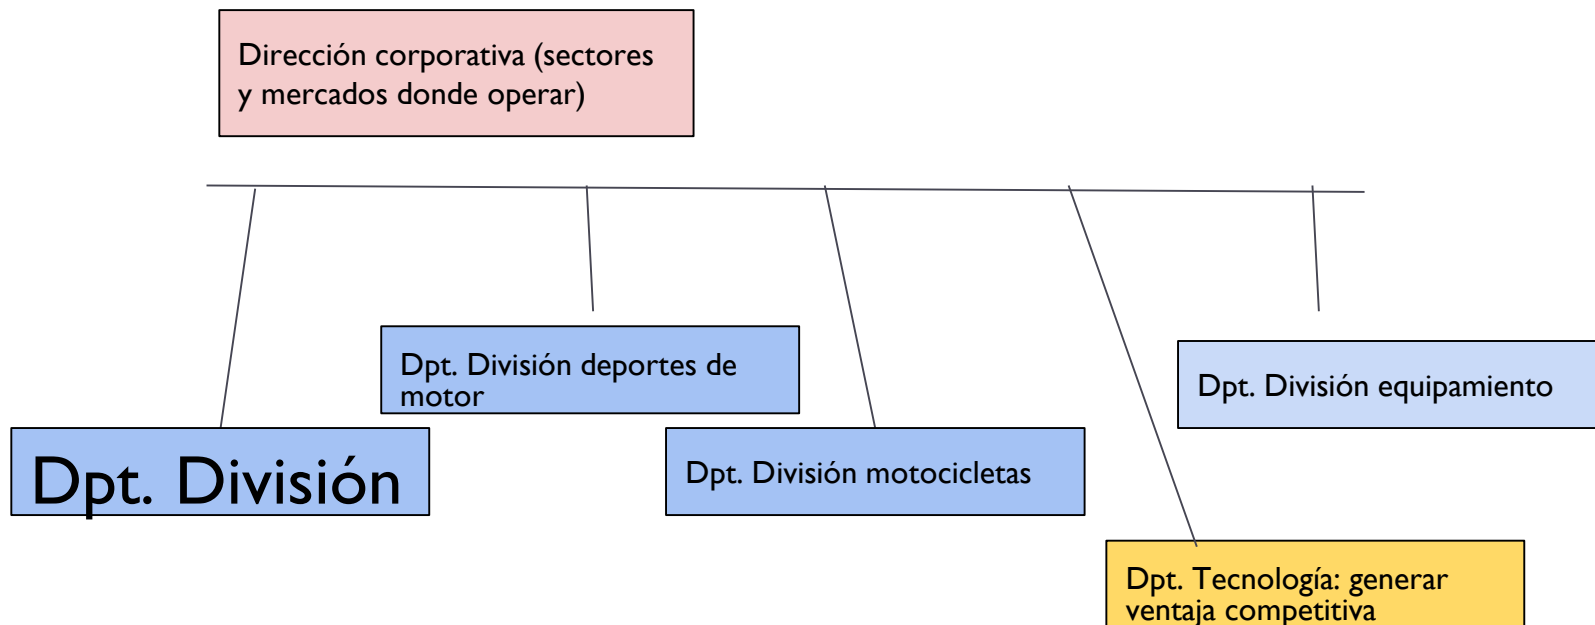 Dirección corporativa (sectores
y mercados donde operar)
Dpt. División deportes de
motor
Dpt. División equipamiento
Dpt. División
Dpt. División motocicletas
Dpt. Tecnología: generar
ventaja competitiva